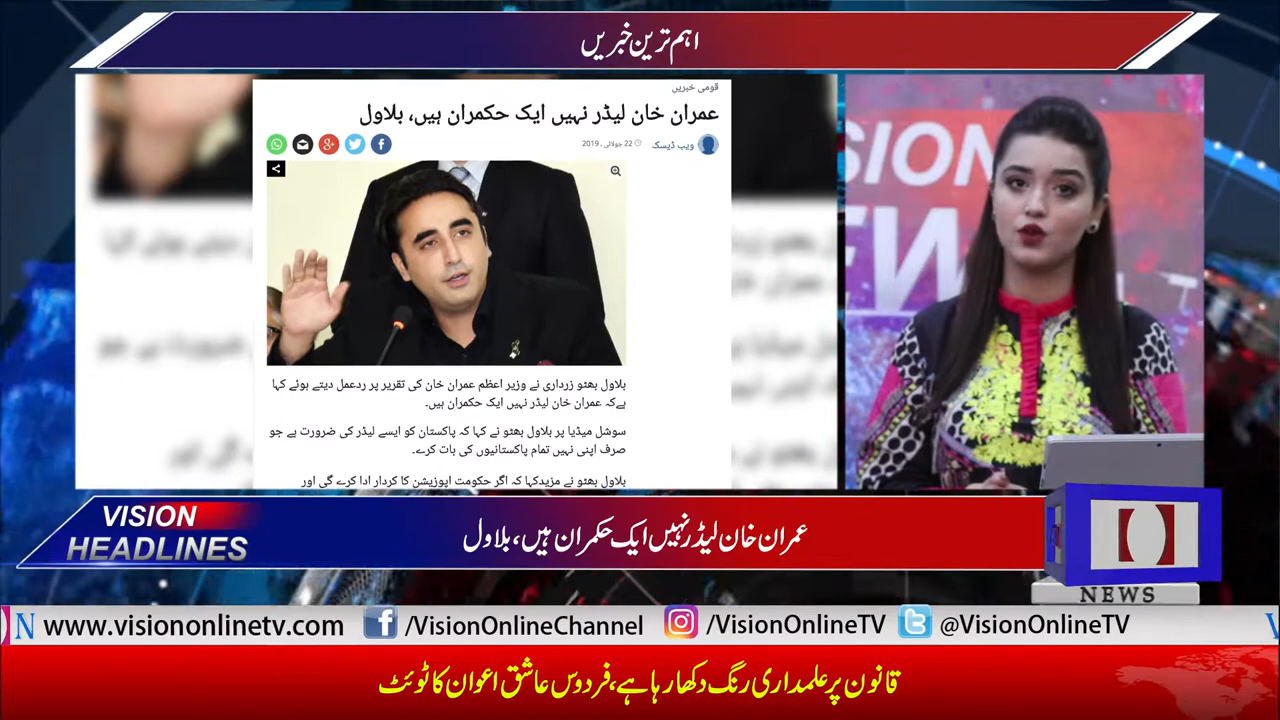 اہم ترین خبریں
قومی خبریں
عمران خان لیڈر نہیں ایک حکمران ہیں، بلاول
ویب ڈیسک
22 جولائی ، 2019
بلاول بھٹو زرداری نے وزیر اعظم عمران خان کی تقریر پر ردعمل دیتے ہوئے کہا
ہےکہ عمران خان لیڈر نہیں ایک حکمران ہیں۔
سوشل میڈیا پر بلاول بھٹو نے کہا کہ پاکستان کو ایسے لیڈر کی ضرورت ہے جو
صرف اپنی نہیں تمام پاکستانیوں کی بات کرے۔
بلاول بھٹو نے مزیدکہا کہ اگر حکومت اپوزیشن کا کردار ادا کرے گی اور
SION
EW
VISION
HEADLINES
عمران خان لیڈر نہیں ایک حکمران ہیں، بلاول
NEWS
N www.visiononlinetv.com /VisionOnlineChannel /VisionOnlineTV @VisionOnlineTV
قانون پر علمداری رنگ دکھا رہا ہے، فردوس عاشق اعوان کا ٹوئٹ